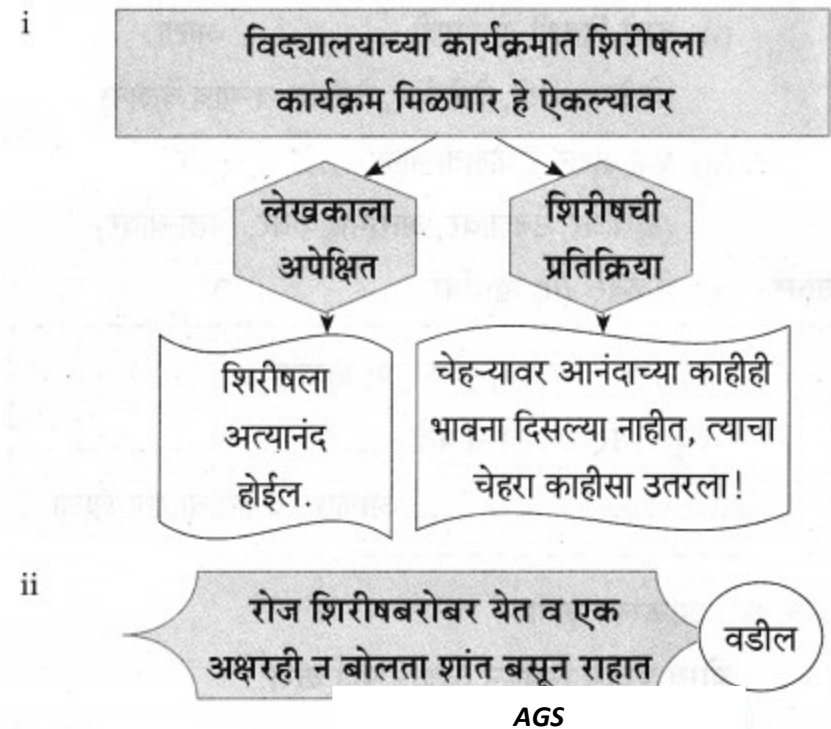 i
विद्यालयाच्या कार्यक्रमात शिरीषला
कार्यक्रम मिळणार हे ऐकल्यावर
लेखकाला
अपेक्षित
शिरीषची
प्रतिक्रिया
शिरीषला
अत्यानंद
होईल.
चेहऱ्यावर आनंदाच्या काहीही
भावना दिसल्या नाहीत, त्याचा
चेहरा काहीसा उतरला!
ii
रोज शिरीषबरोबर येत व एक
अक्षरही न बोलता शांत बसून राहात
वडील
AGS